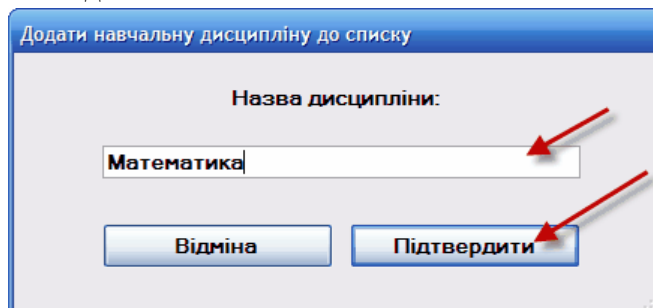 Додати навчальну дисципліну до списку
Назва дисципліни:
Математика
Відміна
Підтвердити